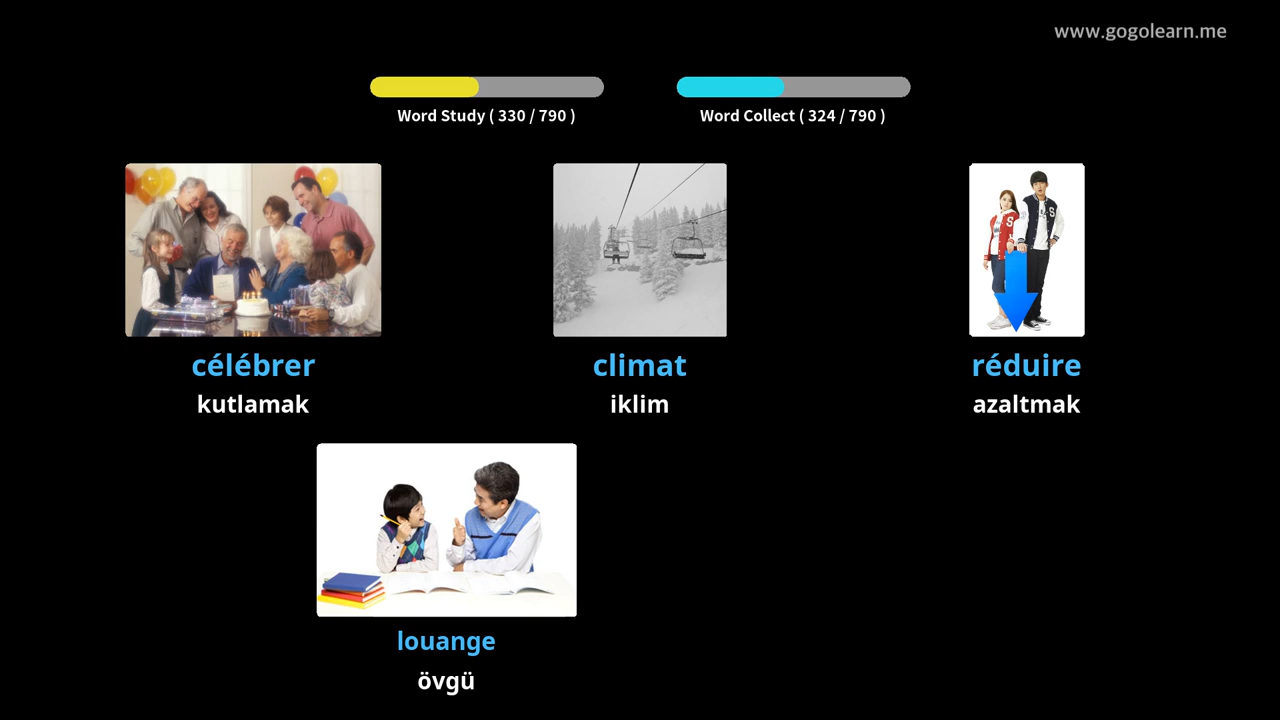 www.gogolearn.me
Word Study ( 330 / 790 )
Word Collect ( 324 / 790 )
célébrer
kutlamak
climat
iklim
réduire
azaltmak
louange
övgü